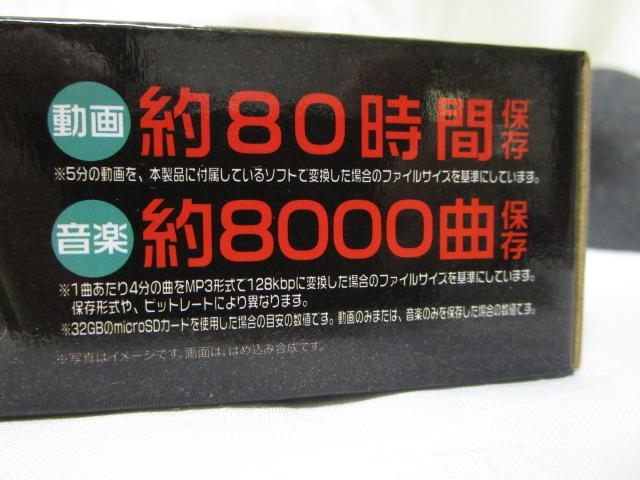 動画 約80時間保存
※5分の動画を、本製品に付属しているソフトで変換した場合のファイルサイズを基準にしています。
音楽 約8000曲保存
※1曲あたり4分の曲をMP3形式で128kbpに変換した場合のファイルサイズを基準にしています。
保存形式や、ビットレートにより異なります。
※32GBのmicroSDカードを使用した場合の目安の数値です。動画のみまたは、音楽のみを保存した場合の数値です。
※写真はイメージです。画面は、はめ込み合成です。